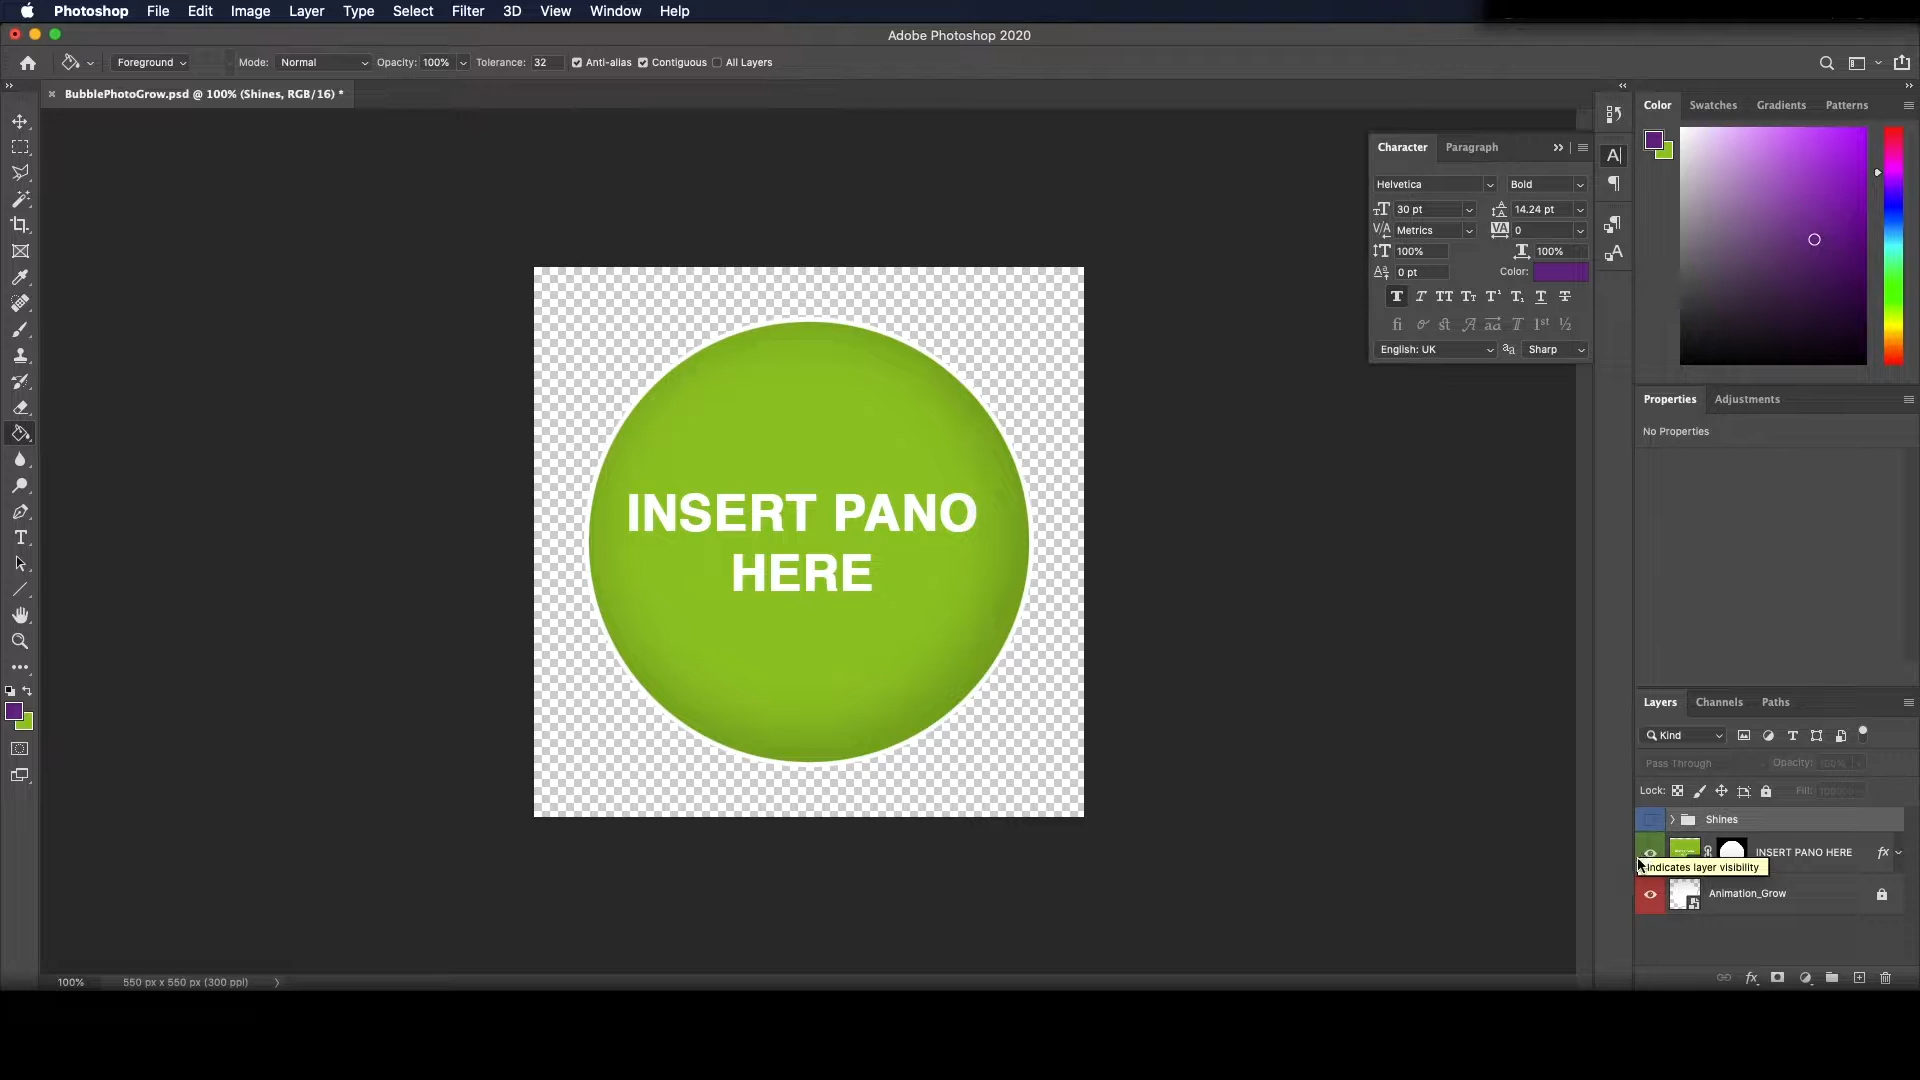 Photoshop File Edit Image Layer Type Select Filter 3D View Window Help
Adobe Photoshop 2020
Foreground Mode: Normal Opacity: 100% Tolerance: 32 Anti-alias Contiguous All Layers
BubblePhotoGrow.psd @ 100% (Shines, RGB/16) *
Color Swatches Gradients Patterns
Character Paragraph
Helvetica Bold
30 pt 14.24 pt
Metrics 0
100% 100%
0 pt Color:
English: UK Sharp
Properties Adjustments
No Properties
INSERT PANO
HERE
Layers Channels Paths
Kind
Pass Through Opacity: 100%
Lock: Fill:
Shines
INSERT PANO HERE fx
Indicates layer visibility
Animation_Grow
fx
100% 550 px x 550 px (300 ppi)